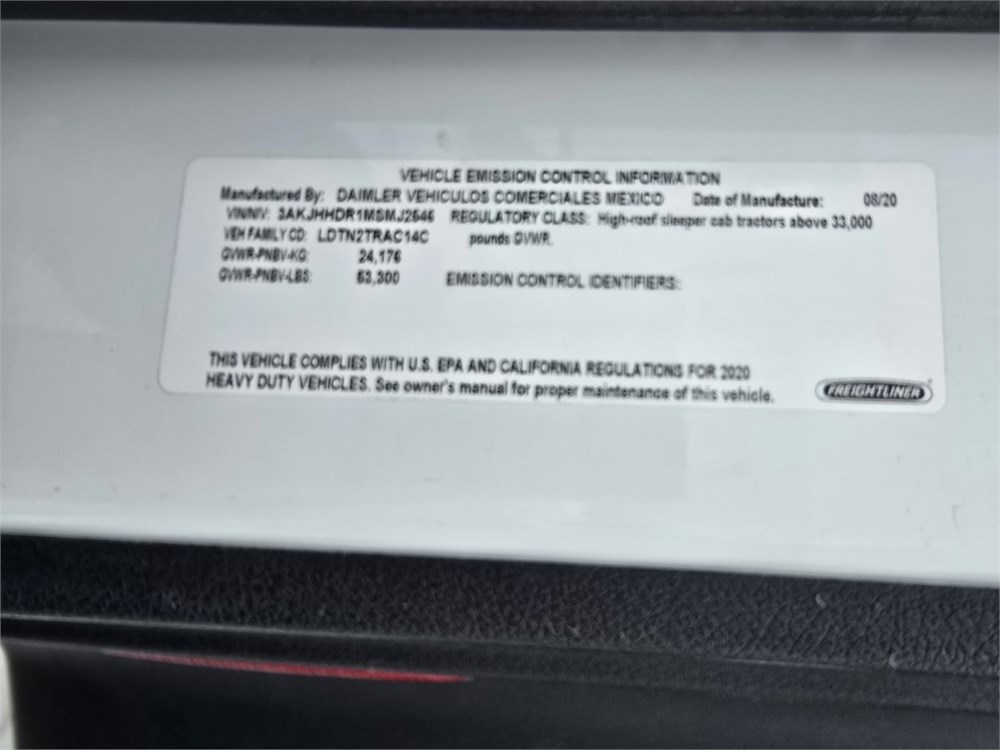 VEHICLE EMISSION CONTROL INFORMATION
Manufactured By: DAIMLER VEHICULOS COMERCIALES MEXICO Date of Manufacture: 08/20
VIN/NIV: REGULATORY CLASS: High-roof sleeper cab tractors above 33,000
VEH FAMILY CD: LDTN2TRAC14C pounds GVWR.
GVWR-PNBV-KG: 24,176
GVWR-PNBV-LBS: 53,300 EMISSION CONTROL IDENTIFIERS:
THIS VEHICLE COMPLIES WITH U.S. EPA AND CALIFORNIA REGULATIONS FOR 2020
HEAVY DUTY VEHICLES. See owner's manual for proper maintenance of this vehicle.
FREIGHTLINER